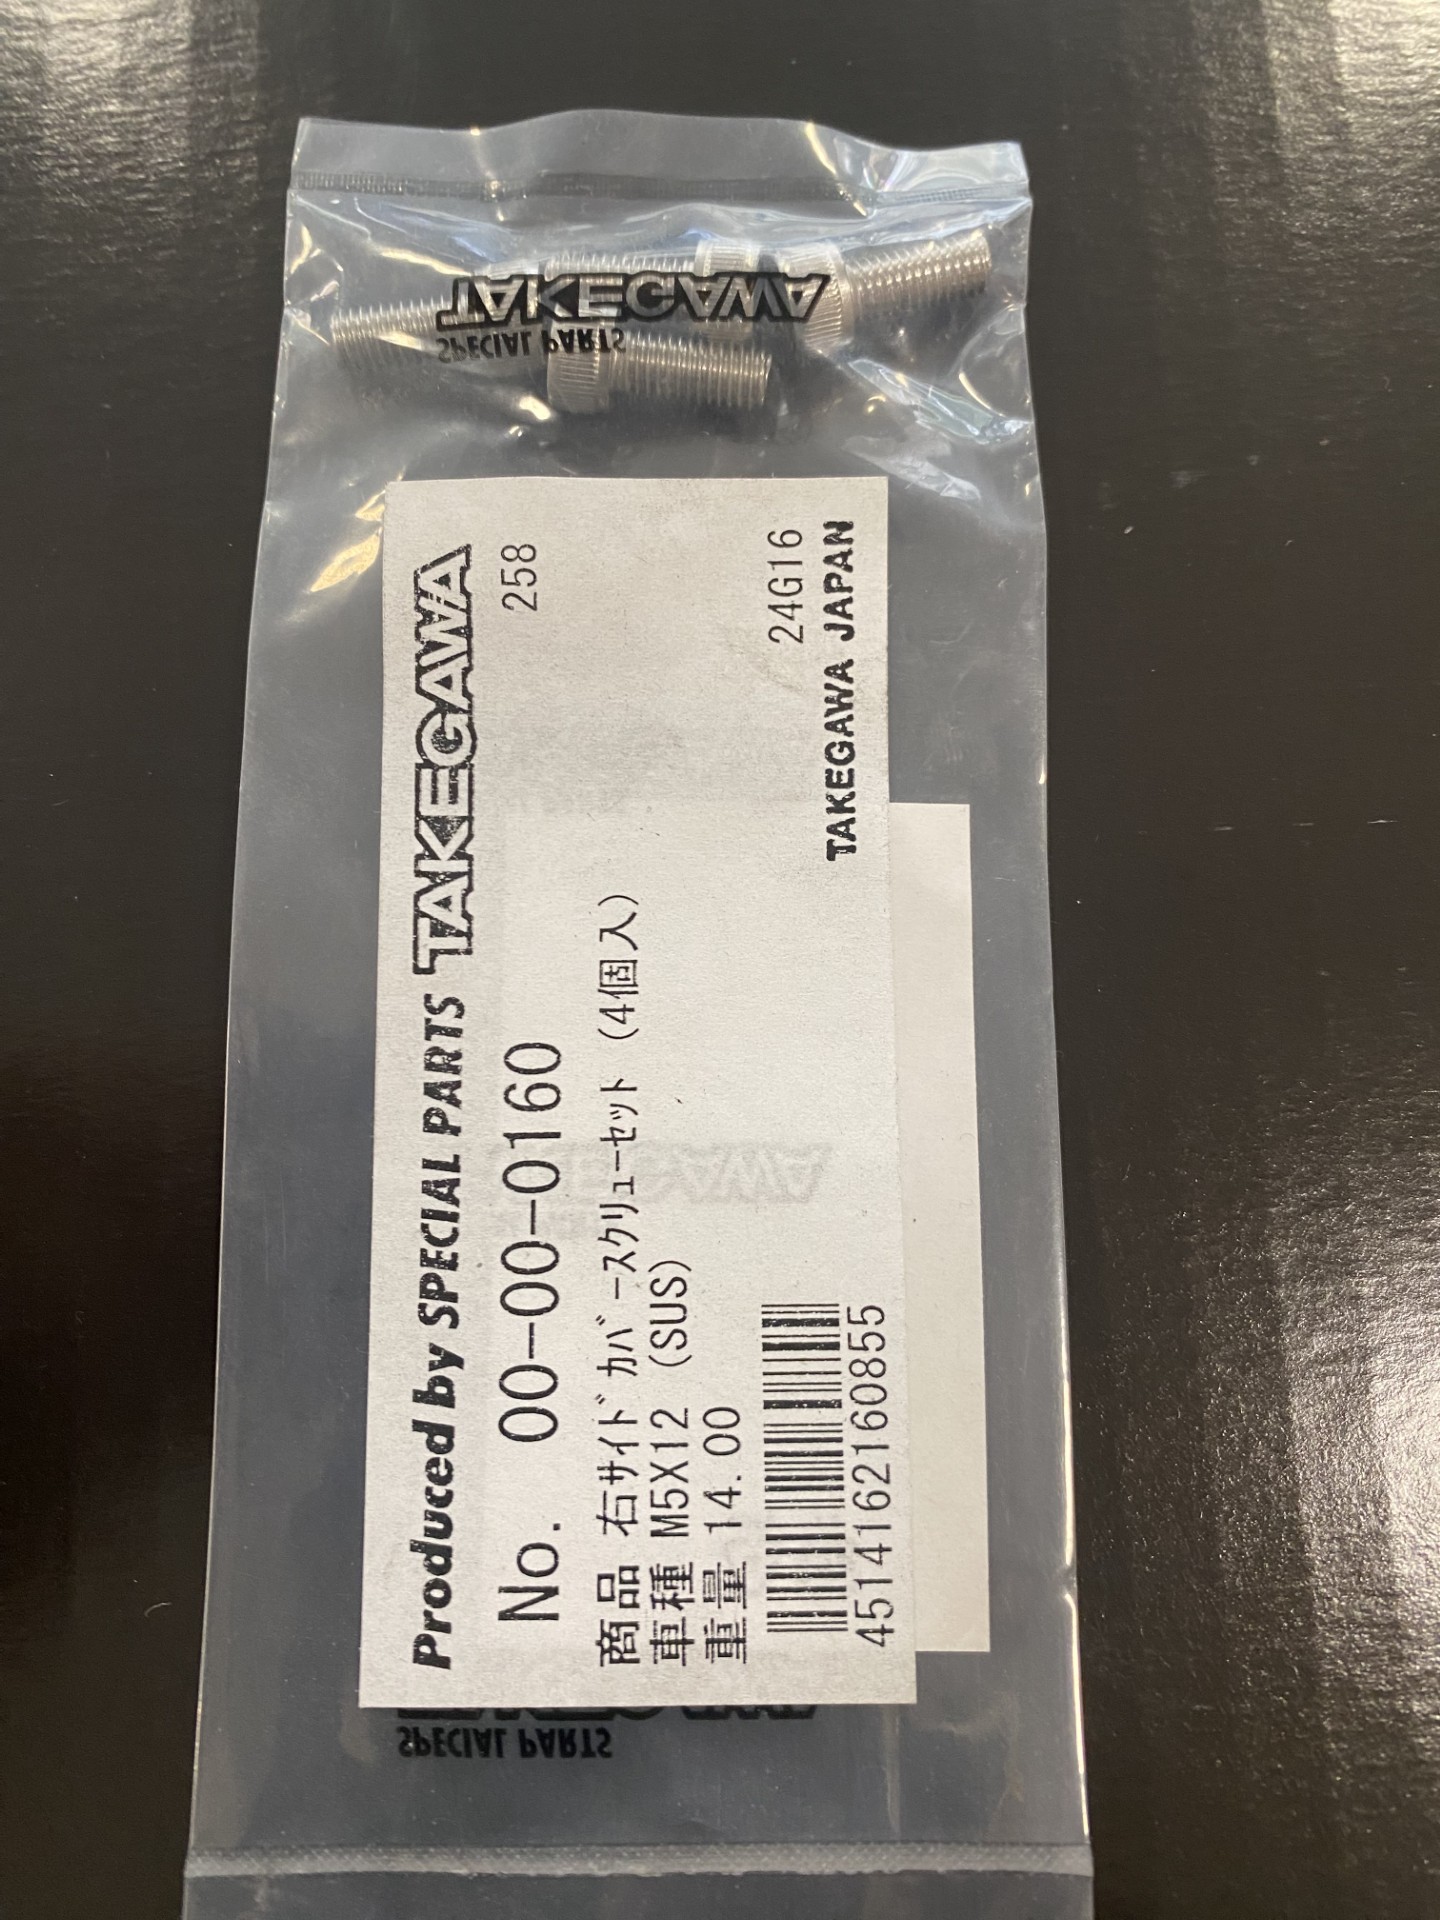 TAKEGAWA
SPECIAL PARTS
Produced by SPECIAL PARTS TAKEGAWA
No. 00-00-0160
258
商品 右サイドカバースクリューセット (4個入)
車種 M5X12 (SUS)
重量 14.00
24G16
4514162160855
TAKEGAWA JAPAN
TAKEGAWA
SPECIAL PARTS